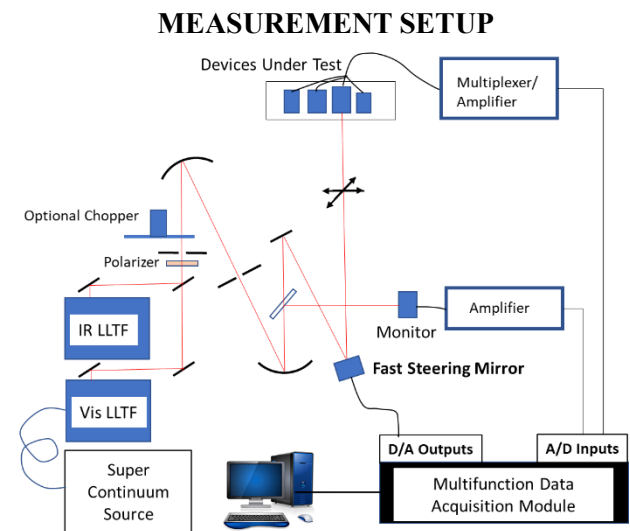 MEASUREMENT SETUP
Devices Under Test
Multiplexer/
Amplifier
Optional Chopper
Polarizer
IR LLTF
Monitor
Amplifier
Fast Steering Mirror
Vis LLTF
D/A Outputs
A/D Inputs
Super
Continuum
Source
Multifunction Data
Acquisition Module